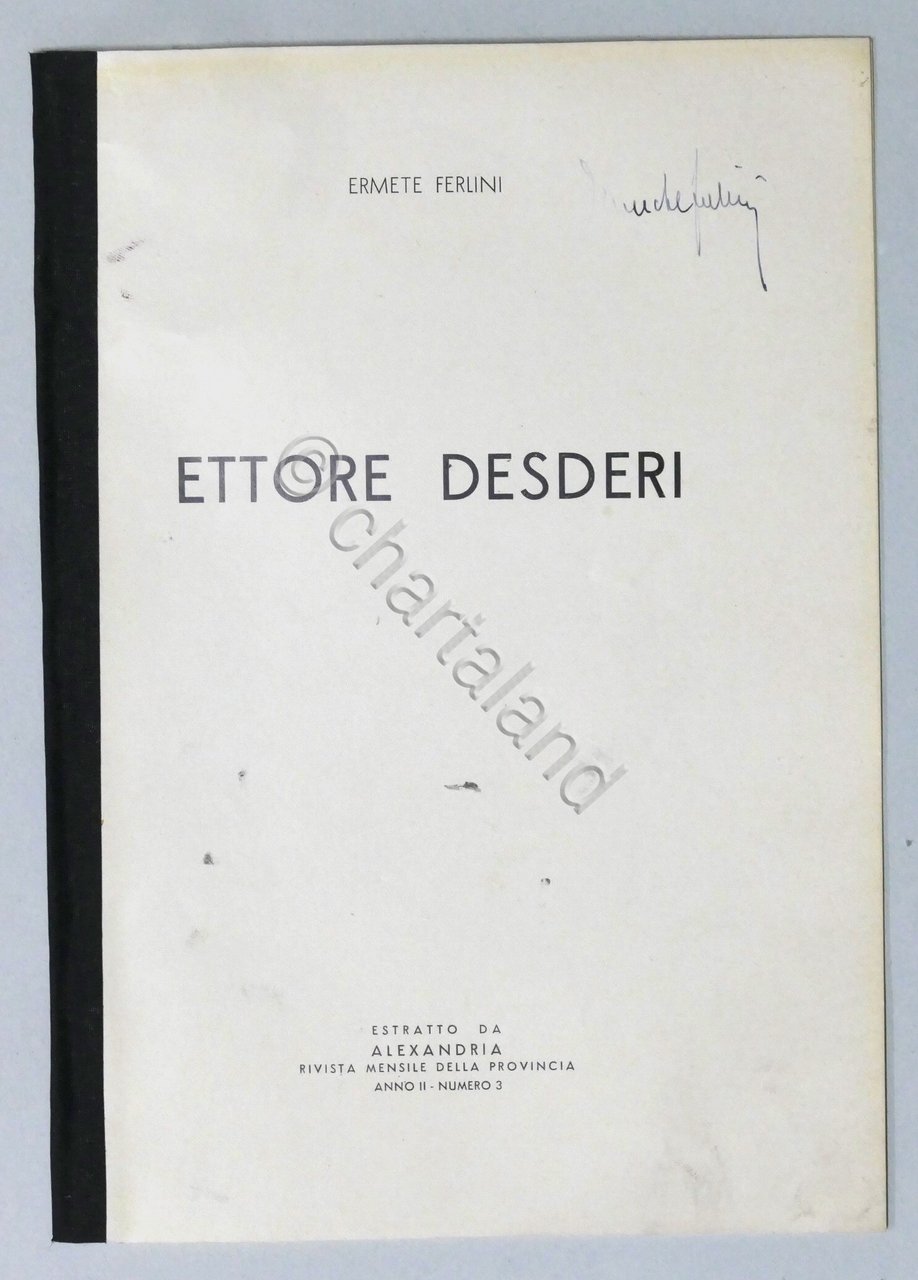 ERMETE FERLINI
ETTORE DESDERI
© chartaland
ESTRATTO DA
ALEXANDRIA
RIVISTA MENSILE DELLA PROVINCIA
ANNO II - NUMERO 3